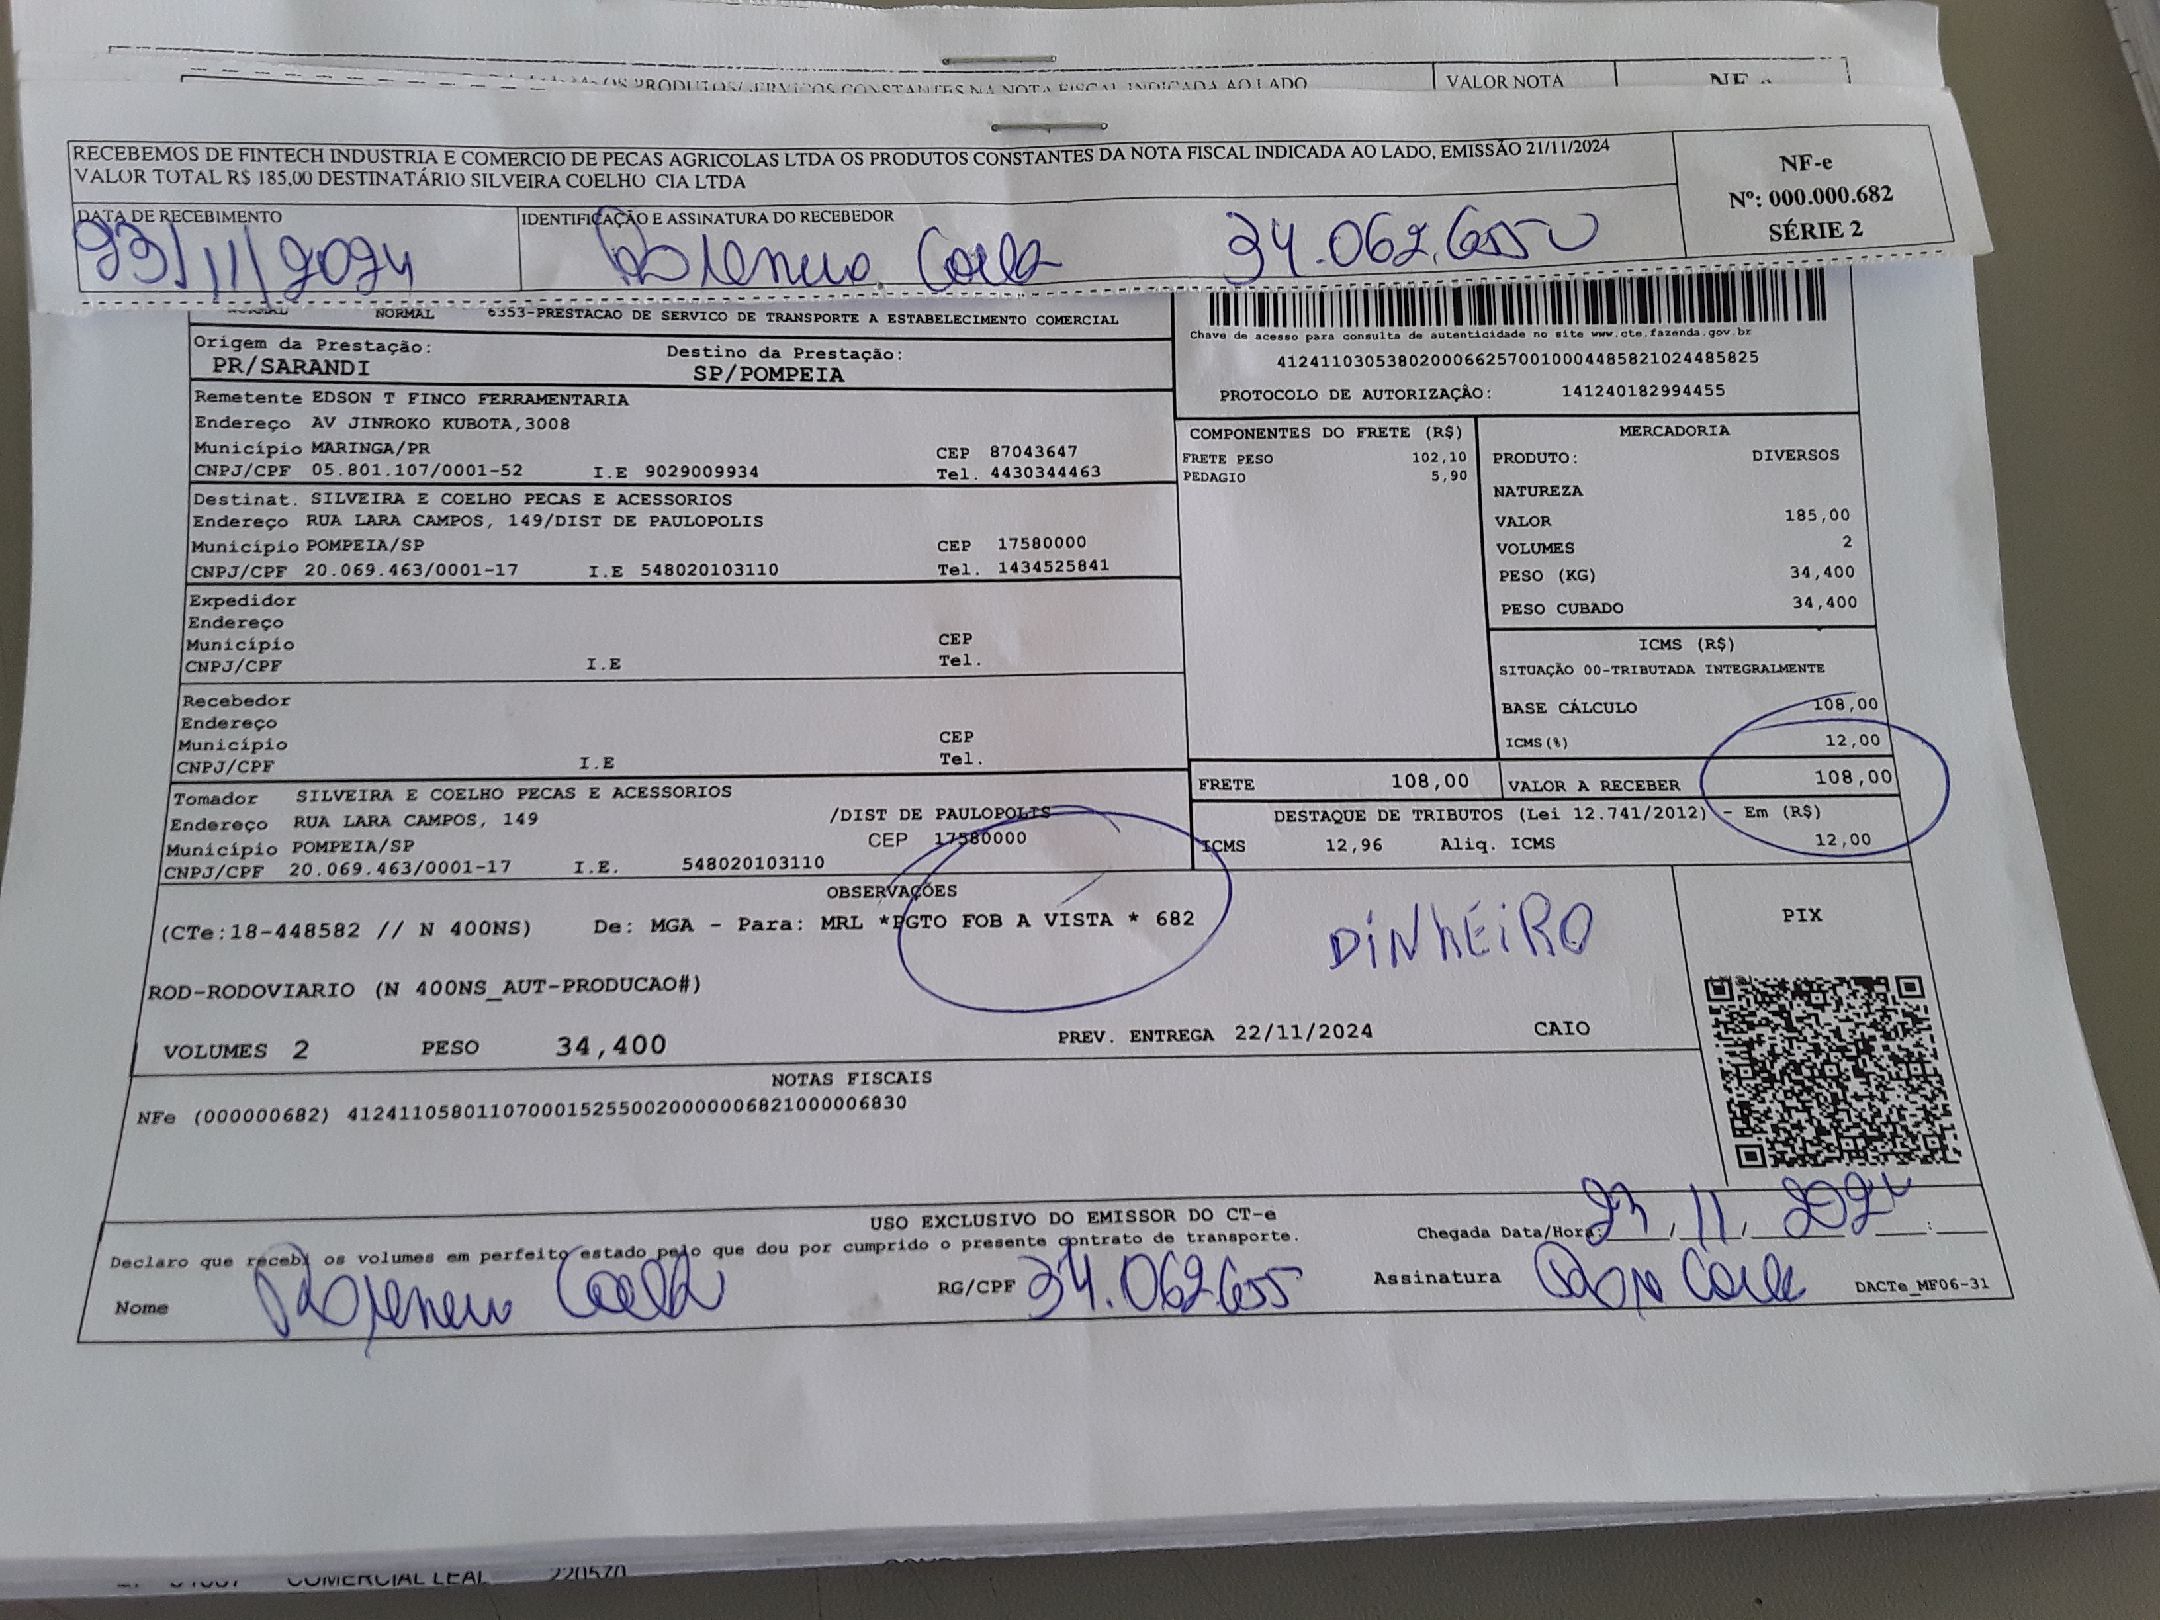 OS PRODUTOS/SERVICOS CONSTANTES NA NOTA FISCAL INDICADA AO LADO
VALOR NOTA
RECEBEMOS DE FINTECH INDUSTRIA E COMERCIO DE PECAS AGRICOLAS LTDA OS PRODUTOS CONSTANTES DA NOTA FISCAL INDICADA AO LADO, EMISSÃO 21/11/2024
VALOR TOTAL R$ 185,00 DESTINATÁRIO SILVEIRA COELHO CIA LTDA
NF-e
Nº: 000.000.682
SÉRIE 2
DATA DE RECEBIMENTO
IDENTIFICAÇÃO E ASSINATURA DO RECEBEDOR
23/11/2024
34.062.655
NORMAL NORMAL 6353-PRESTACAO DE SERVICO DE TRANSPORTE A ESTABELECIMENTO COMERCIAL
Chave de acesso para consulta de autenticidade no site www.cte.fazenda.gov.br
41241103053802000662570010004485821024485825
PROTOCOLO DE AUTORIZAÇÂO: 141240182994455
Origem da Prestação:
PR/SARANDI
Destino da Prestação:
SP/POMPEIA
Remetente EDSON T FINCO FERRAMENTARIA
Endereço AV JINROKO KUBOTA,3008
Município MARINGA/PR CEP 87043647
CNPJ/CPF 05.801.107/0001-52 I.E 9029009934 Tel. 4430344463
Destinat. SILVEIRA E COELHO PECAS E ACESSORIOS
Endereço RUA LARA CAMPOS, 149/DIST DE PAULOPOLIS
Município POMPEIA/SP CEP 17580000
CNPJ/CPF 20.069.463/0001-17 I.E 548020103110 Tel. 1434525841
Expedidor
Endereço
Município CEP
CNPJ/CPF I.E Tel.
Recebedor
Endereço
Município CEP
CNPJ/CPF I.E Tel.
Tomador SILVEIRA E COELHO PECAS E ACESSORIOS
Endereço RUA LARA CAMPOS, 149 /DIST DE PAULOPOLIS
Município POMPEIA/SP CEP 17580000
CNPJ/CPF 20.069.463/0001-17 I.E. 548020103110
COMPONENTES DO FRETE (R$)
FRETE PESO 102,10
PEDAGIO 5,90
MERCADORIA
PRODUTO: DIVERSOS
NATUREZA
VALOR 185,00
VOLUMES 2
PESO (KG) 34,400
PESO CUBADO 34,400
ICMS (R$)
SITUAÇÃO 00-TRIBUTADA INTEGRALMENTE
BASE CÁLCULO 108,00
ICMS(%) 12,00
FRETE 108,00 VALOR A RECEBER 108,00
DESTAQUE DE TRIBUTOS (Lei 12.741/2012) - Em (R$)
ICMS 12,96 Aliq. ICMS 12,00
OBSERVAÇÕES
(CTe:18-448582 // N 400NS) De: MGA - Para: MRL *PGTO FOB A VISTA * 682
DINHEIRO
PIX
ROD-RODOVIARIO (N 400NS_AUT-PRODUCAO#)
VOLUMES 2 PESO 34,400 PREV. ENTREGA 22/11/2024 CAIO
NOTAS FISCAIS
NFe (000000682) 41241105801107000152550020000006821000006830
USO EXCLUSIVO DO EMISSOR DO CT-e
Declaro que recebi os volumes em perfeito estado pelo que dou por cumprido o presente contrato de transporte.
Chegada Data/Hora: 23/11/2024 :
Nome
RG/CPF 34.062.655
Assinatura
DACTe_MF06-31
COMERCIAL LEAL 220570